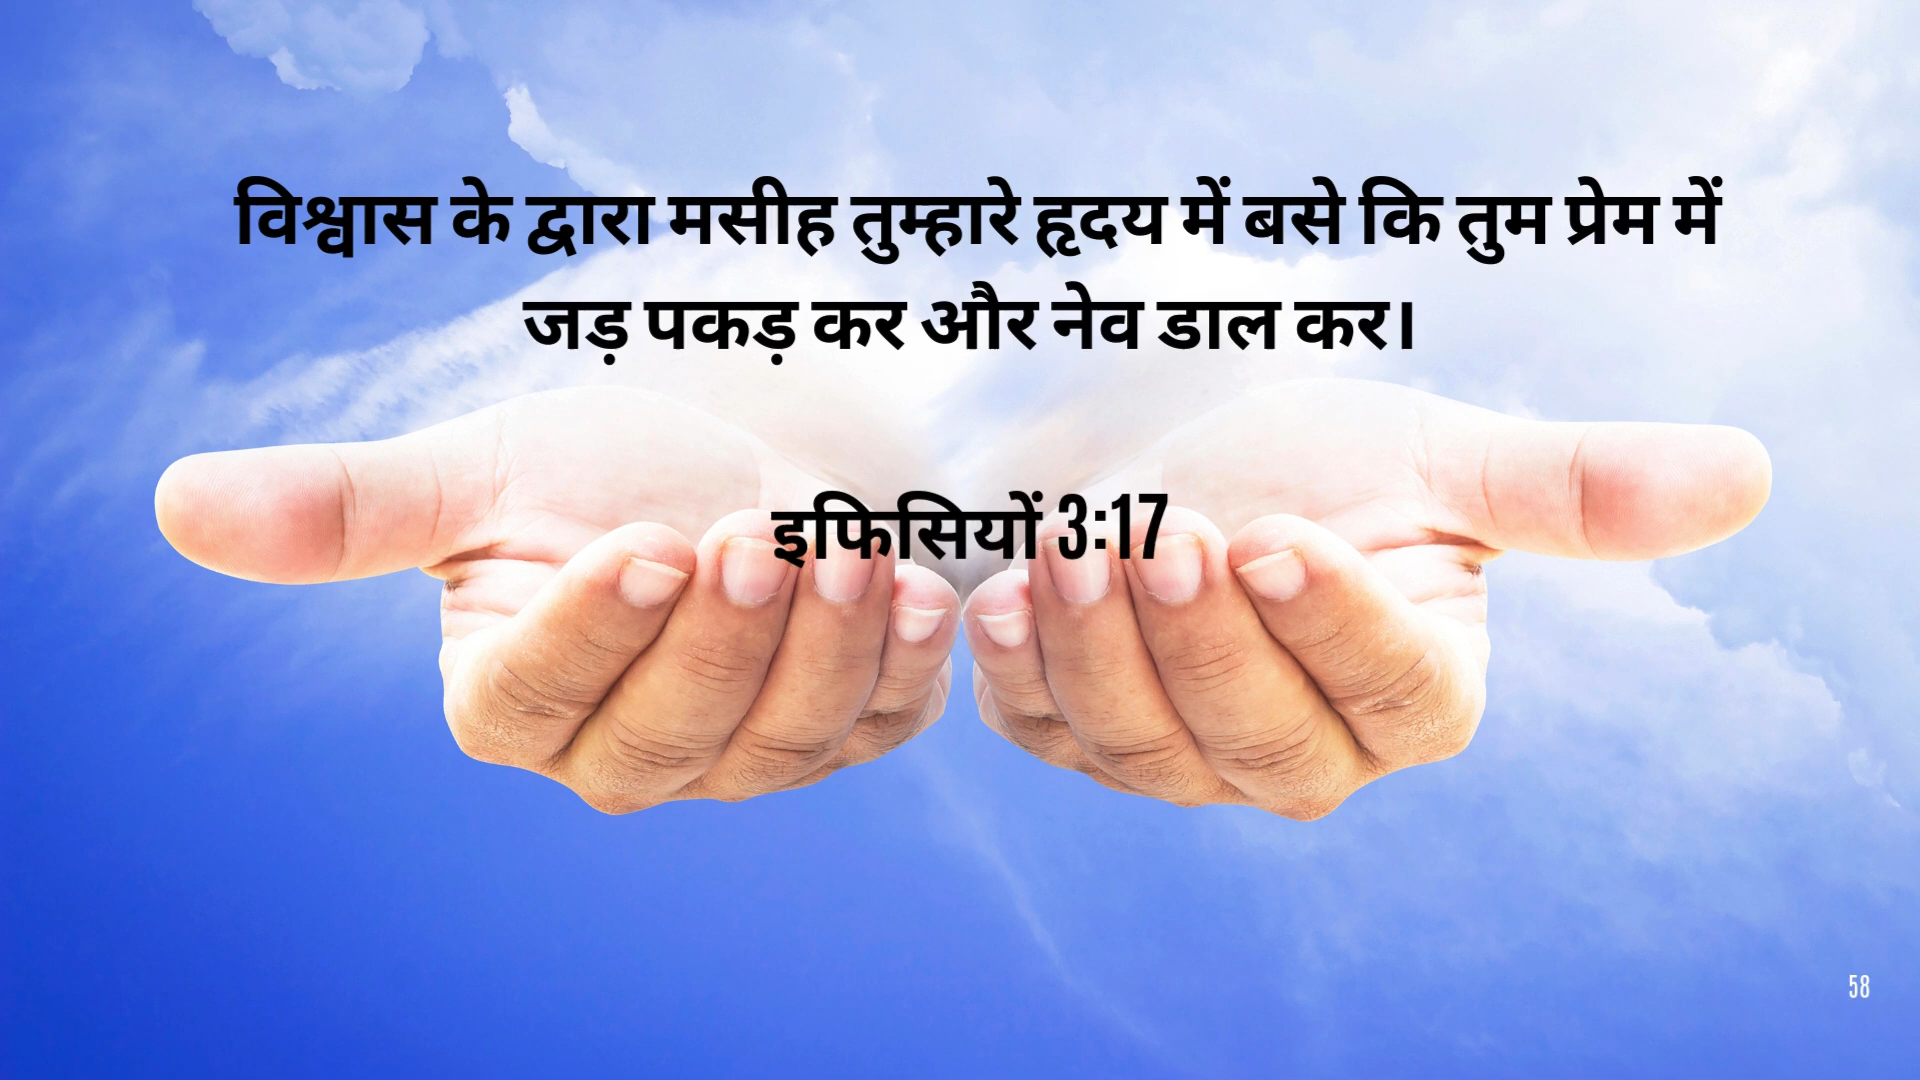 विश्वास के द्वारा मसीह तुम्हारे हृदय में बसे कि तुम प्रेम में
जड़ पकड़ कर और नेव डाल कर।
इफिसियों 3:17
58